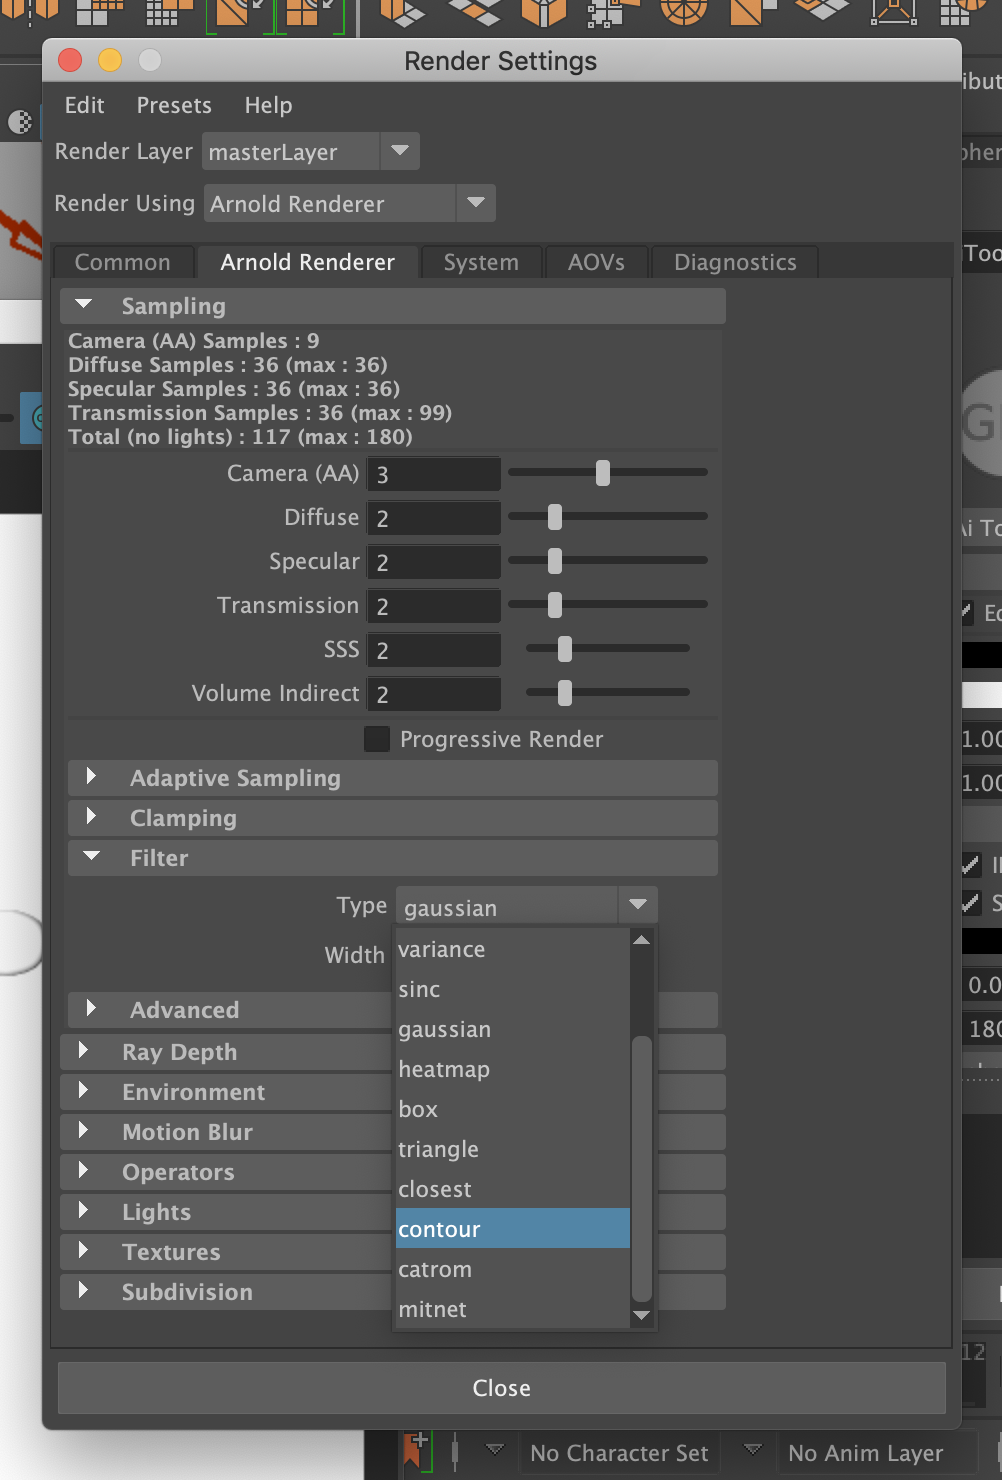 Render Settings
Edit Presets Help
Render Layer masterLayer
Render Using Arnold Renderer
Common Arnold Renderer System AOVs Diagnostics
Sampling
Camera (AA) Samples : 9
Diffuse Samples : 36 (max : 36)
Specular Samples : 36 (max : 36)
Transmission Samples : 36 (max : 99)
Total (no lights) : 117 (max : 180)
Camera (AA) 3
Diffuse 2
Specular 2
Transmission 2
SSS 2
Volume Indirect 2
Progressive Render
Adaptive Sampling
Clamping
Filter
Type gaussian
Width
variance
sinc
gaussian
heatmap
box
triangle
closest
contour
catrom
mitnet
Advanced
Ray Depth
Environment
Motion Blur
Operators
Lights
Textures
Subdivision
Close
No Character Set No Anim Layer
ibut
pher
Too
Ai To
1.00
1.00
0.0
180
12